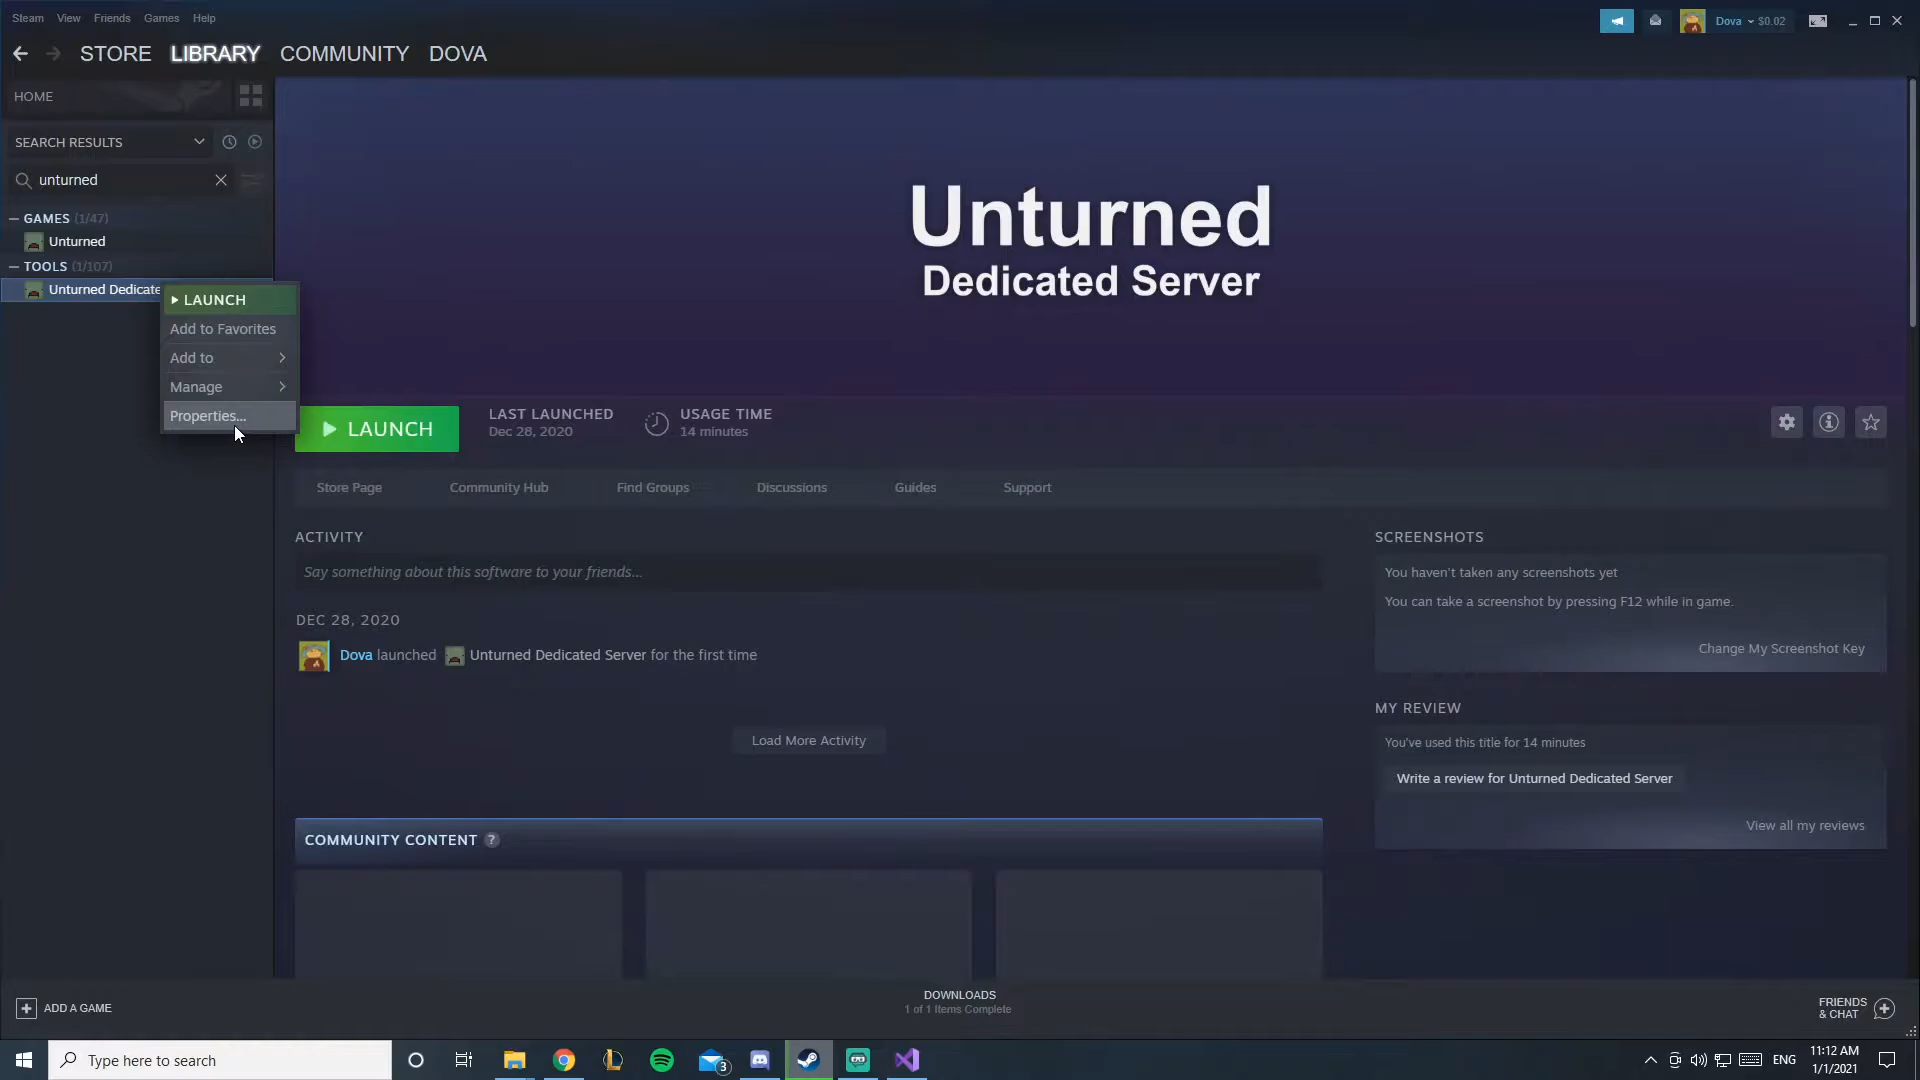 Steam View Friends Games Help
Dova $0.02
STORE LIBRARY COMMUNITY DOVA
HOME
SEARCH RESULTS
unturned
GAMES (1/47)
Unturned
TOOLS (1/107)
Unturned Dedicate
LAUNCH
Add to Favorites
Add to
Manage
Properties...
Unturned
Dedicated Server
LAUNCH
LAST LAUNCHED
Dec 28, 2020
USAGE TIME
14 minutes
Store Page Community Hub Find Groups Discussions Guides Support
ACTIVITY
Say something about this software to your friends...
DEC 28, 2020
Dova launched Unturned Dedicated Server for the first time
Load More Activity
COMMUNITY CONTENT ?
SCREENSHOTS
You haven't taken any screenshots yet
You can take a screenshot by pressing F12 while in game.
Change My Screenshot Key
MY REVIEW
You've used this title for 14 minutes
Write a review for Unturned Dedicated Server
View all my reviews
ADD A GAME
DOWNLOADS
1 of 1 Items Complete
FRIENDS
& CHAT
Type here to search
3
ENG
11:12 AM
1/1/2021